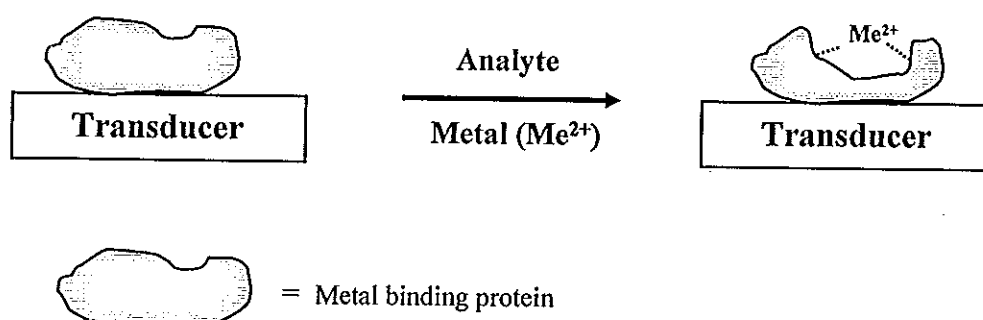 Transducer
Analyte
Metal (Me²⁺)
Me²⁺
Transducer
= Metal binding protein